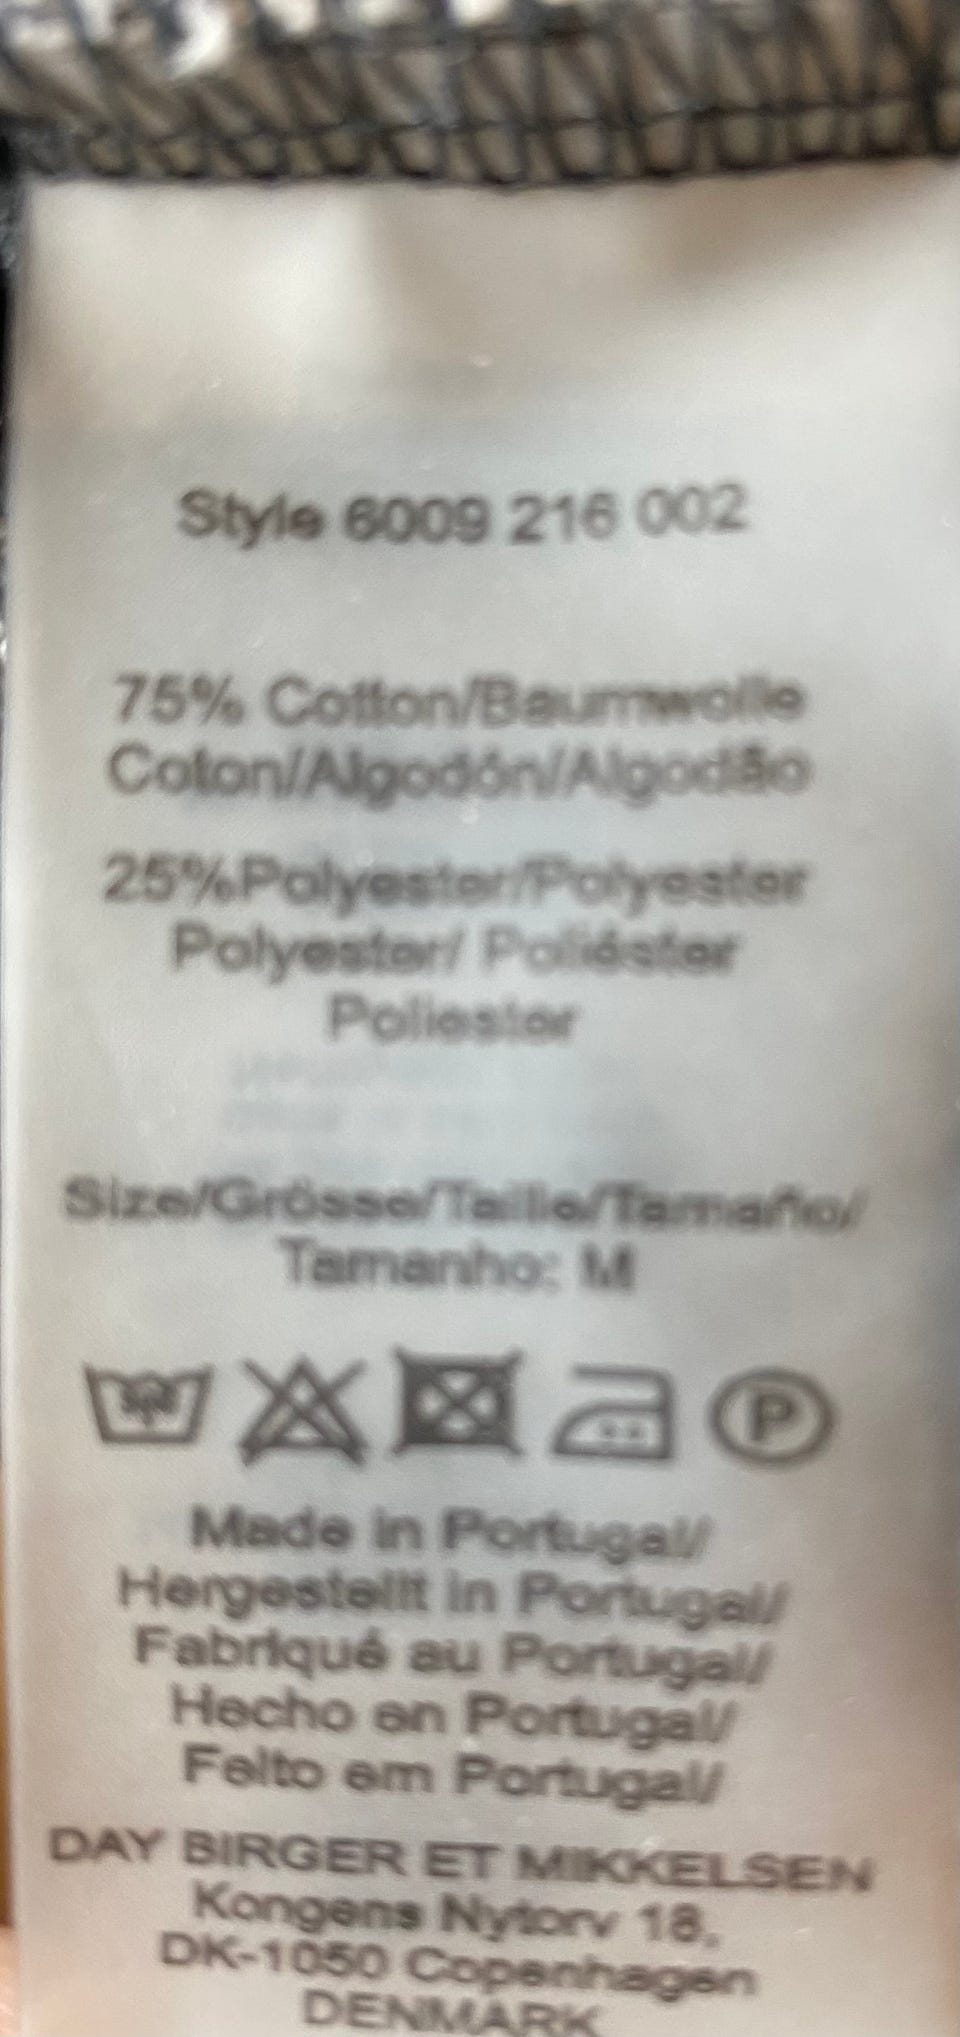 Style 6009 216 002
75% Cotton/Baumwolle
Coton/Algodón/Algodão
25%Polyester/Polyester
Polyester/ Poliéster
Poliester
Size/Grösse/Taille/Tamaño/
Tamanho: M
P
Made in Portugal/
Hergestellt in Portugal/
Fabriqué au Portugal/
Hecho en Portugal/
Feito em Portugal/
DAY BIRGER ET MIKKELSEN
Kongens Nytorv 18,
DK-1050 Copenhagen
DENMARK